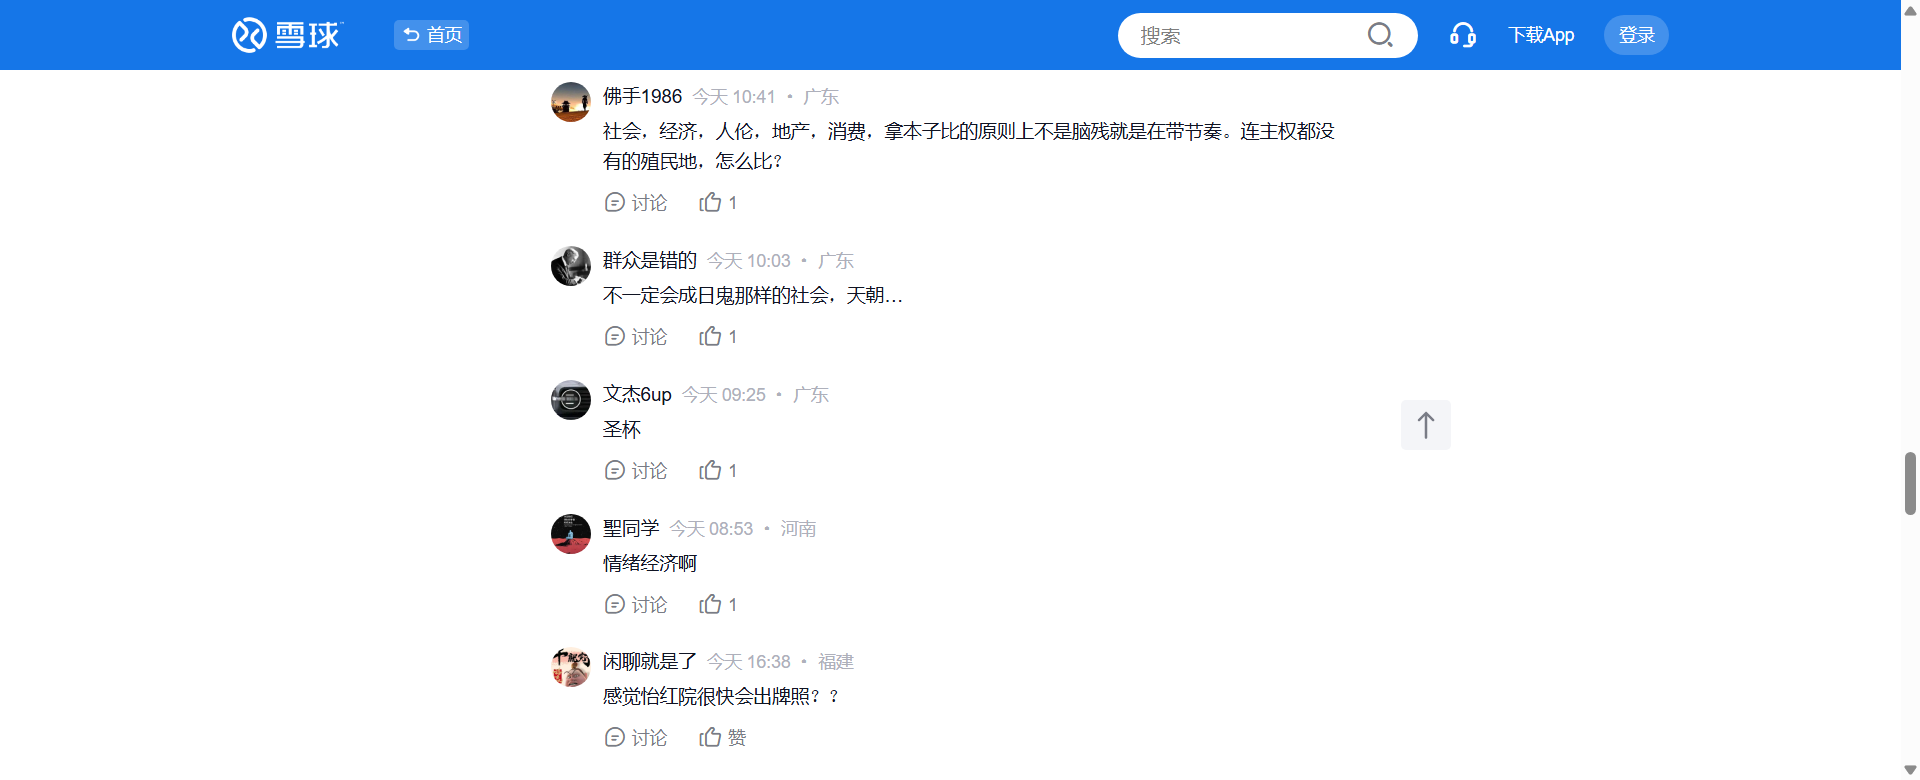 雪球
首页
搜索
下载App
登录
佛手1986 今天 10:41 · 广东
社会，经济，人伦，地产，消费，拿本子比的原则上不是脑残就是在带节奏。连主权都没
有的殖民地，怎么比？
讨论 1
群众是错的 今天 10:03 · 广东
不一定会成日鬼那样的社会，天朝…
讨论 1
文杰6up 今天 09:25 · 广东
圣杯
讨论 1
聖同学 今天 08:53 · 河南
情绪经济啊
讨论 1
闲聊就是了 今天 16:38 · 福建
感觉怡红院很快会出牌照？？
讨论 赞